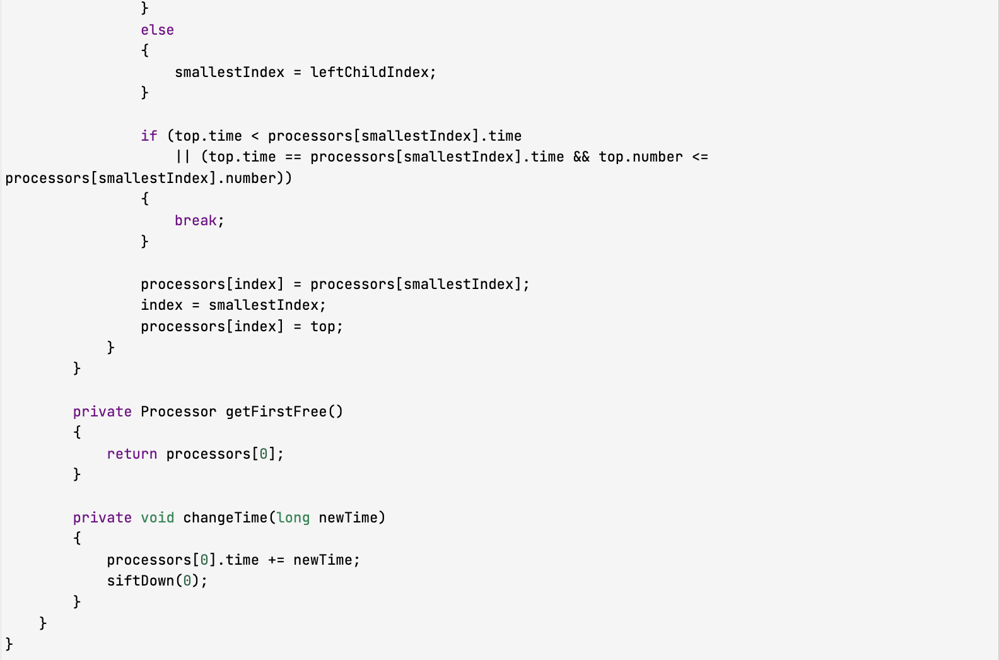 }
                else
                {
                    smallestIndex = leftChildIndex;
                }

                if (top.time < processors[smallestIndex].time
                    || (top.time == processors[smallestIndex].time && top.number <=
processors[smallestIndex].number))
                {
                    break;
                }

                processors[index] = processors[smallestIndex];
                index = smallestIndex;
                processors[index] = top;
            }
        }

        private Processor getFirstFree()
        {
            return processors[0];
        }

        private void changeTime(long newTime)
        {
            processors[0].time += newTime;
            siftDown(0);
        }
    }
}